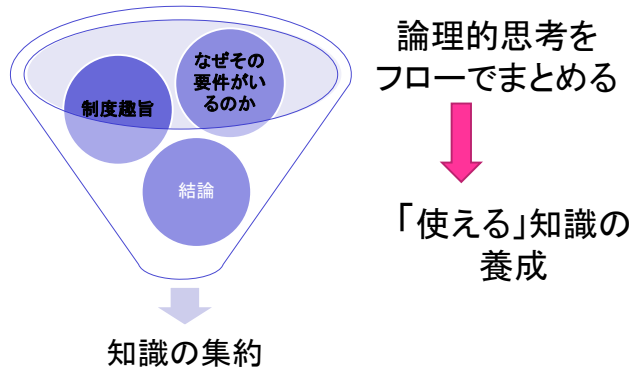 なぜその
要件がい
るのか
制度趣旨
結論
知識の集約
論理的思考を
フローでまとめる
「使える」知識の
養成